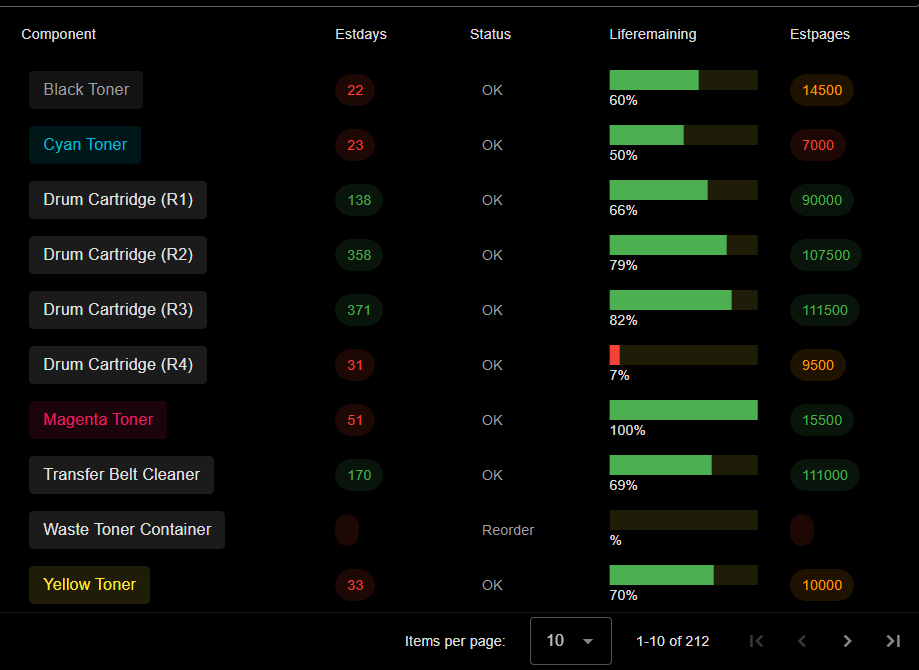 Component Estdays Status Liferemaining Estpages
Black Toner 22 OK 60% 14500
Cyan Toner 23 OK 50% 7000
Drum Cartridge (R1) 138 OK 66% 90000
Drum Cartridge (R2) 358 OK 79% 107500
Drum Cartridge (R3) 371 OK 82% 111500
Drum Cartridge (R4) 31 OK 7% 9500
Magenta Toner 51 OK 100% 15500
Transfer Belt Cleaner 170 OK 69% 111000
Waste Toner Container Reorder %
Yellow Toner 33 OK 70% 10000
Items per page: 10 1-10 of 212